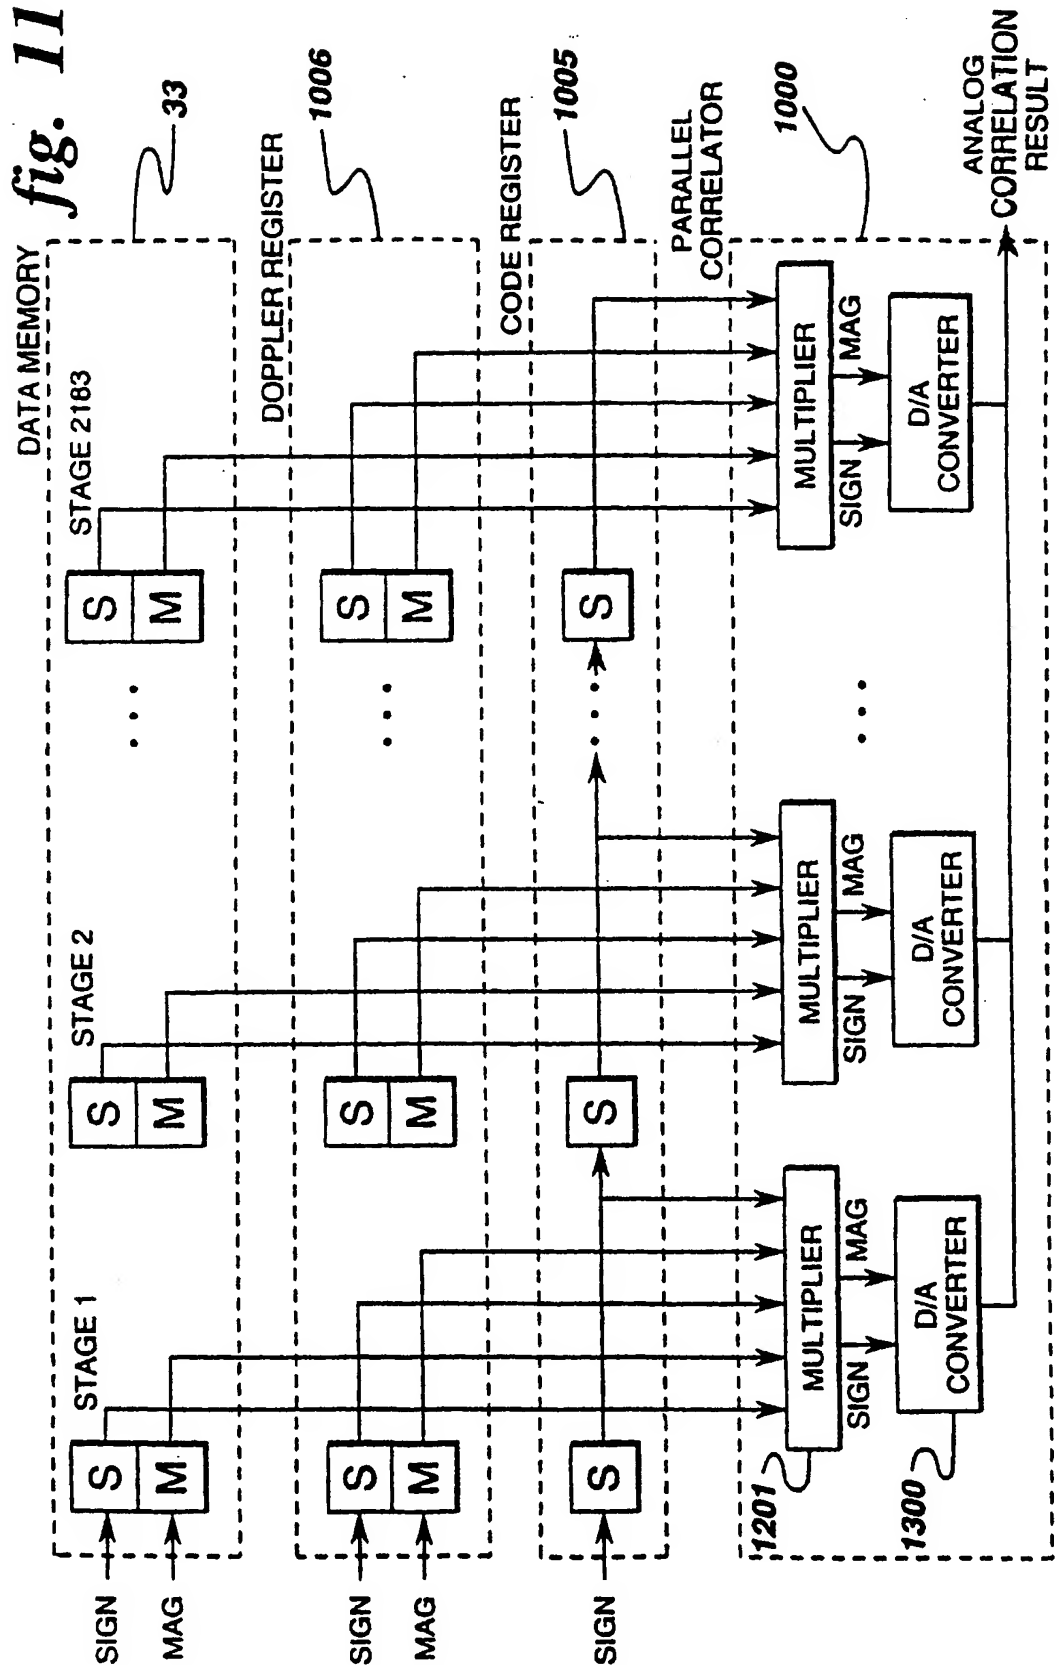 fig. 11
DATA MEMORY
33
STAGE 1
STAGE 2
STAGE 2183
SIGN
MAG
S
M
S
M
S
M
DOPPLER REGISTER
1006
SIGN
MAG
S
M
S
M
S
M
CODE REGISTER
1005
SIGN
S
S
S
PARALLEL
CORRELATOR
1000
1201
MULTIPLIER
MULTIPLIER
MULTIPLIER
SIGN
MAG
SIGN
MAG
SIGN
MAG
1300
D/A
CONVERTER
D/A
CONVERTER
D/A
CONVERTER
ANALOG
CORRELATION
RESULT